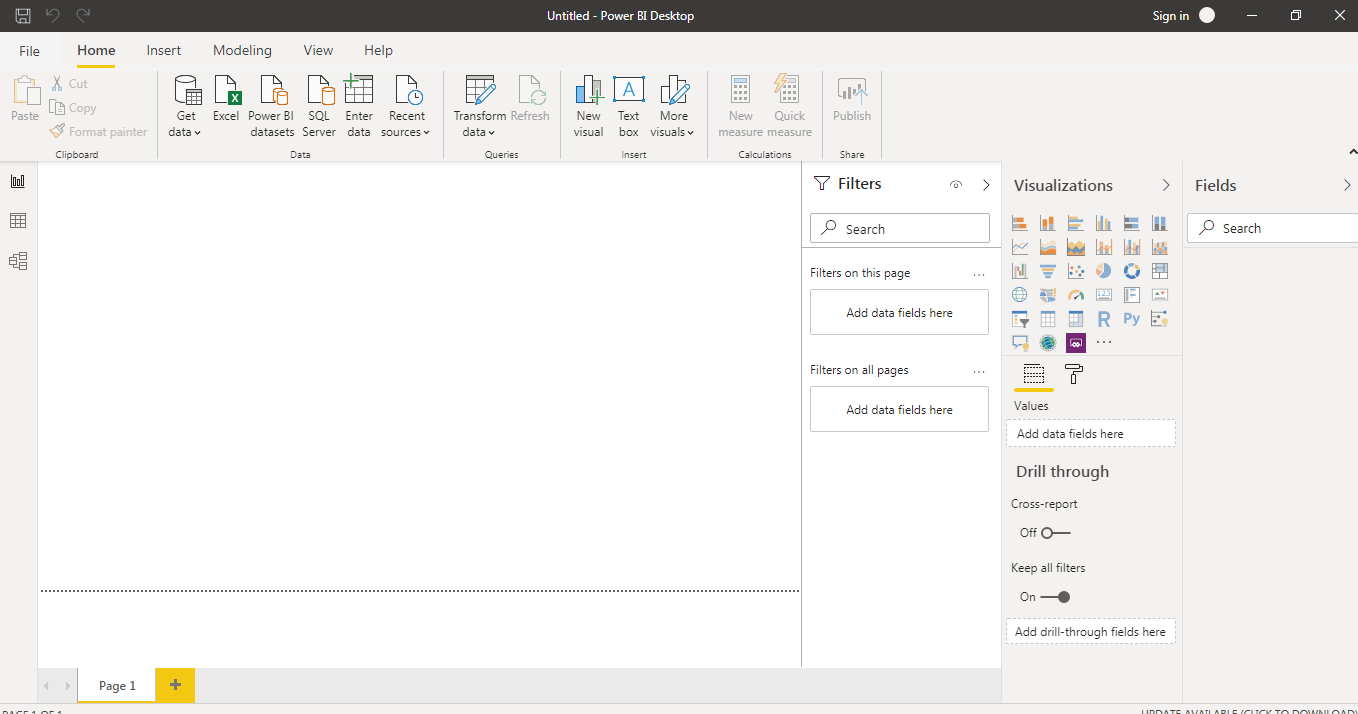 Untitled - Power BI Desktop
Sign in
File Home Insert Modeling View Help
Paste
Cut
Copy
Format painter
Clipboard
Get data
Excel
Power BI datasets
SQL Server
Enter data
Recent sources
Data
Transform data
Refresh
Queries
New visual
Text box
More visuals
Insert
New measure
Quick measure
Calculations
Publish
Share
Filters
Search
Filters on this page
Add data fields here
Filters on all pages
Add data fields here
Visualizations
R Py
Values
Add data fields here
Drill through
Cross-report
Off
Keep all filters
On
Add drill-through fields here
Fields
Search
Page 1
PAGE 1 OF 1
UPDATE AVAILABLE (CLICK TO DOWNLOAD)